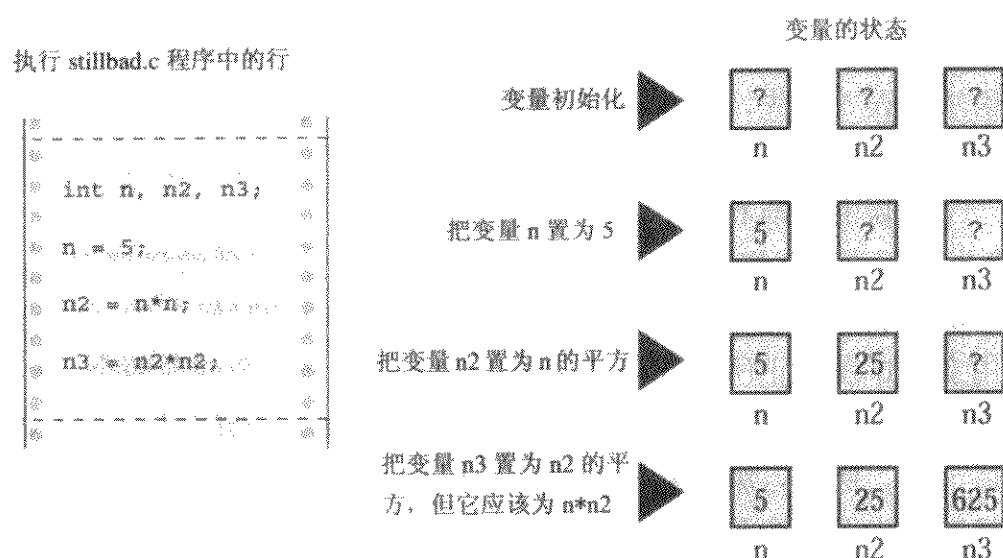 执行 stillbad.c 程序中的行
int n, n2, n3;
n = 5;
n2 = n*n;
n3 = n2*n2;
变量的状态
变量初始化
? ? ?
n n2 n3
把变量 n 置为 5
5 ? ?
n n2 n3
把变量 n2 置为 n 的平方
5 25 ?
n n2 n3
把变量 n3 置为 n2 的平
方，但它应该为 n*n2
5 25 625
n n2 n3